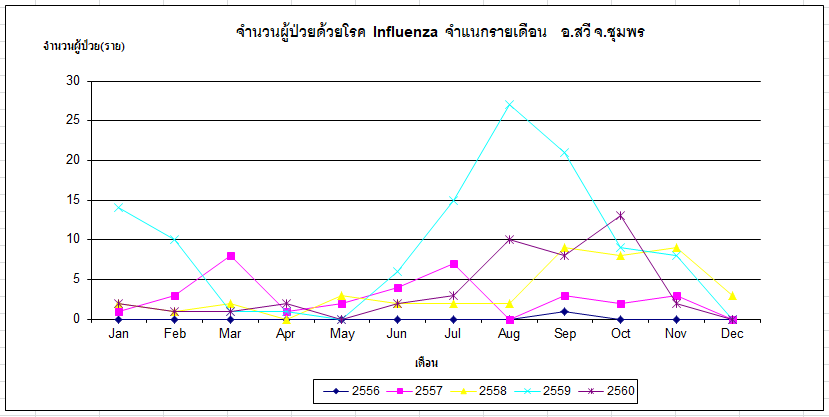 จำนวนผู้ป่วยด้วยโรค Influenza จำแนกรายเดือน อ.สวี จ.ชุมพร
จำนวนผู้ป่วย(ราย)
30
25
20
15
10
5
0
Jan Feb Mar Apr May Jun Jul Aug Sep Oct Nov Dec
เดือน
2556 2557 2558 2559 2560